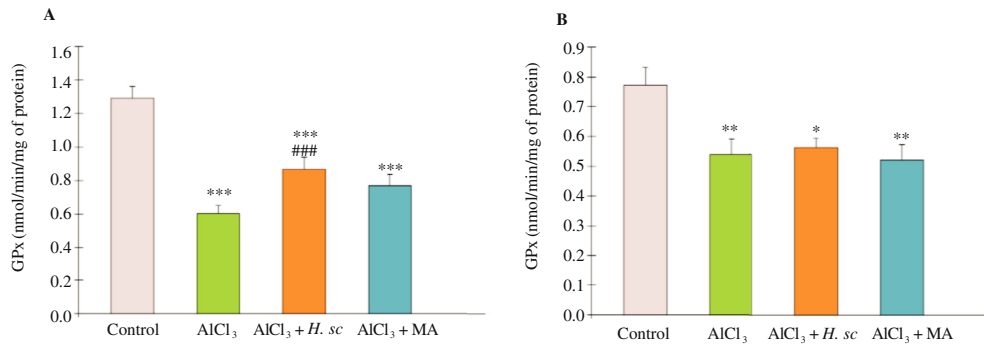 A
GPx (nmol/min/mg of protein)
1.6
1.4
1.2
1.0
0.8
0.6
0.4
0.2
0.0
***
***
###
***
Control
AlCl₃
AlCl₃ + H. sc
AlCl₃ + MA
B
GPx (nmol/min/mg of protein)
0.9
0.8
0.7
0.6
0.5
0.4
0.3
0.2
0.1
0.0
**
*
**
Control
AlCl₃
AlCl₃ + H. sc
AlCl₃ + MA